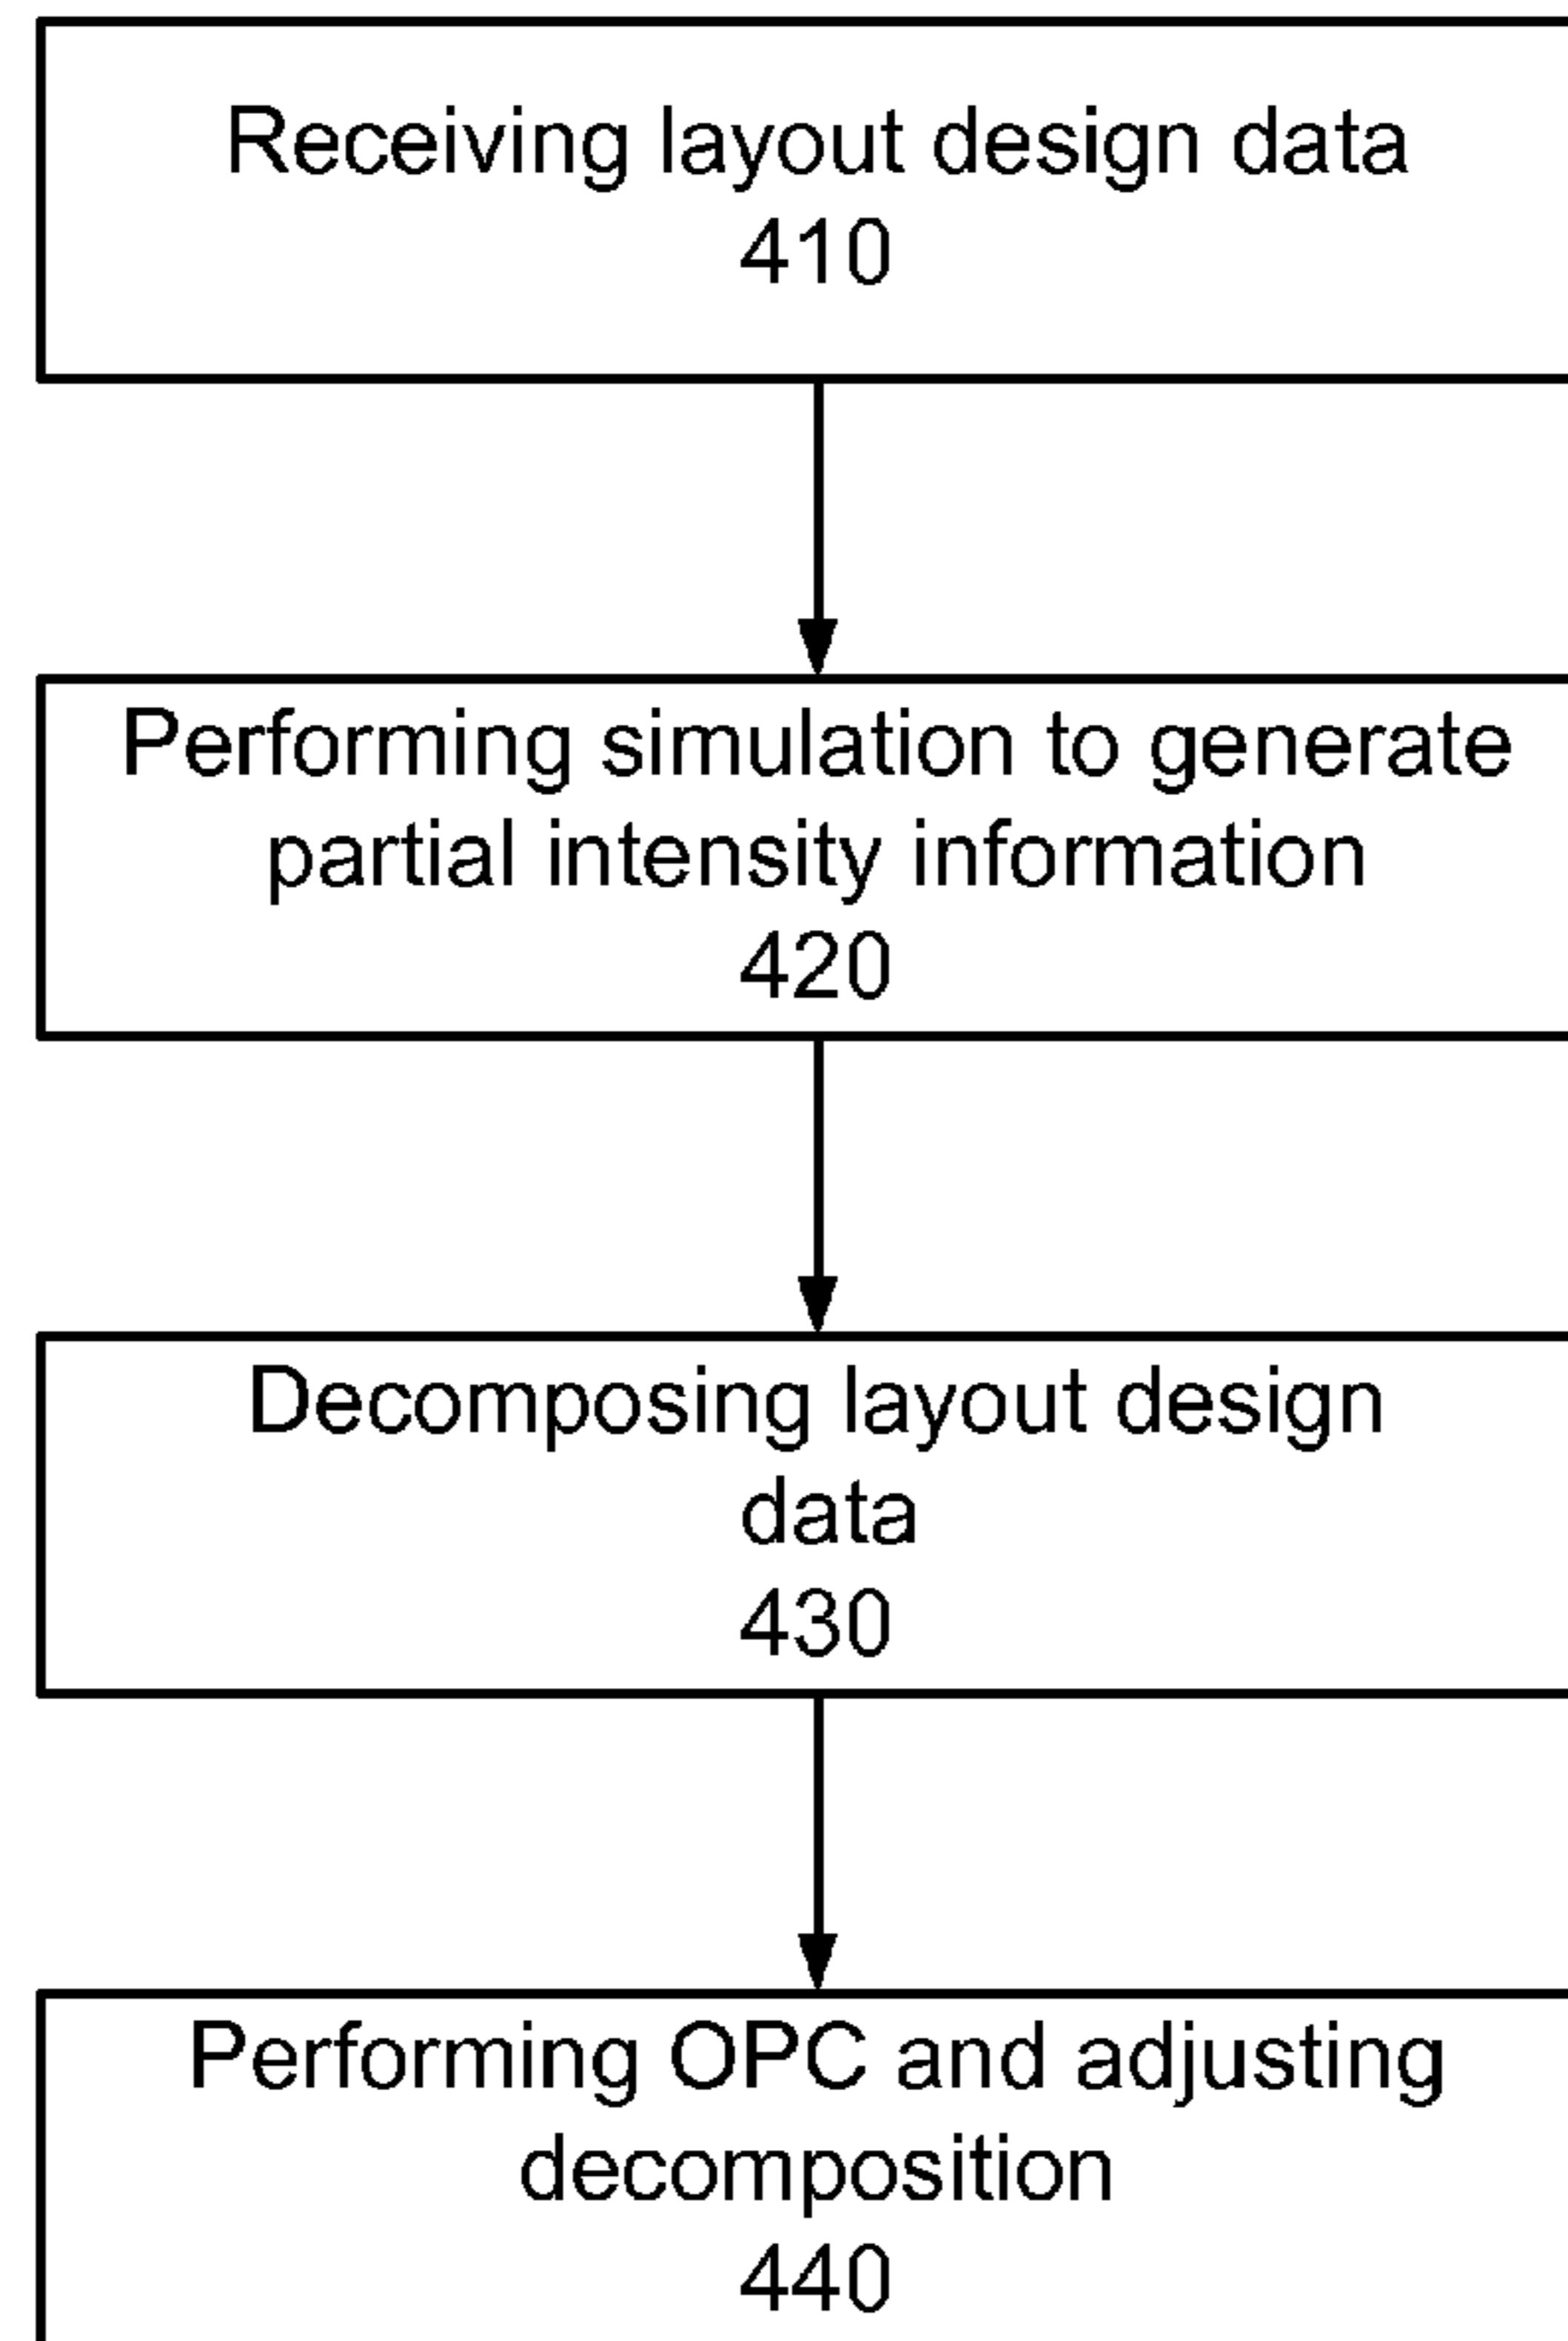 Receiving layout design data
410
Performing simulation to generate
partial intensity information
420
Decomposing layout design
data
430
Performing OPC and adjusting
decomposition
440